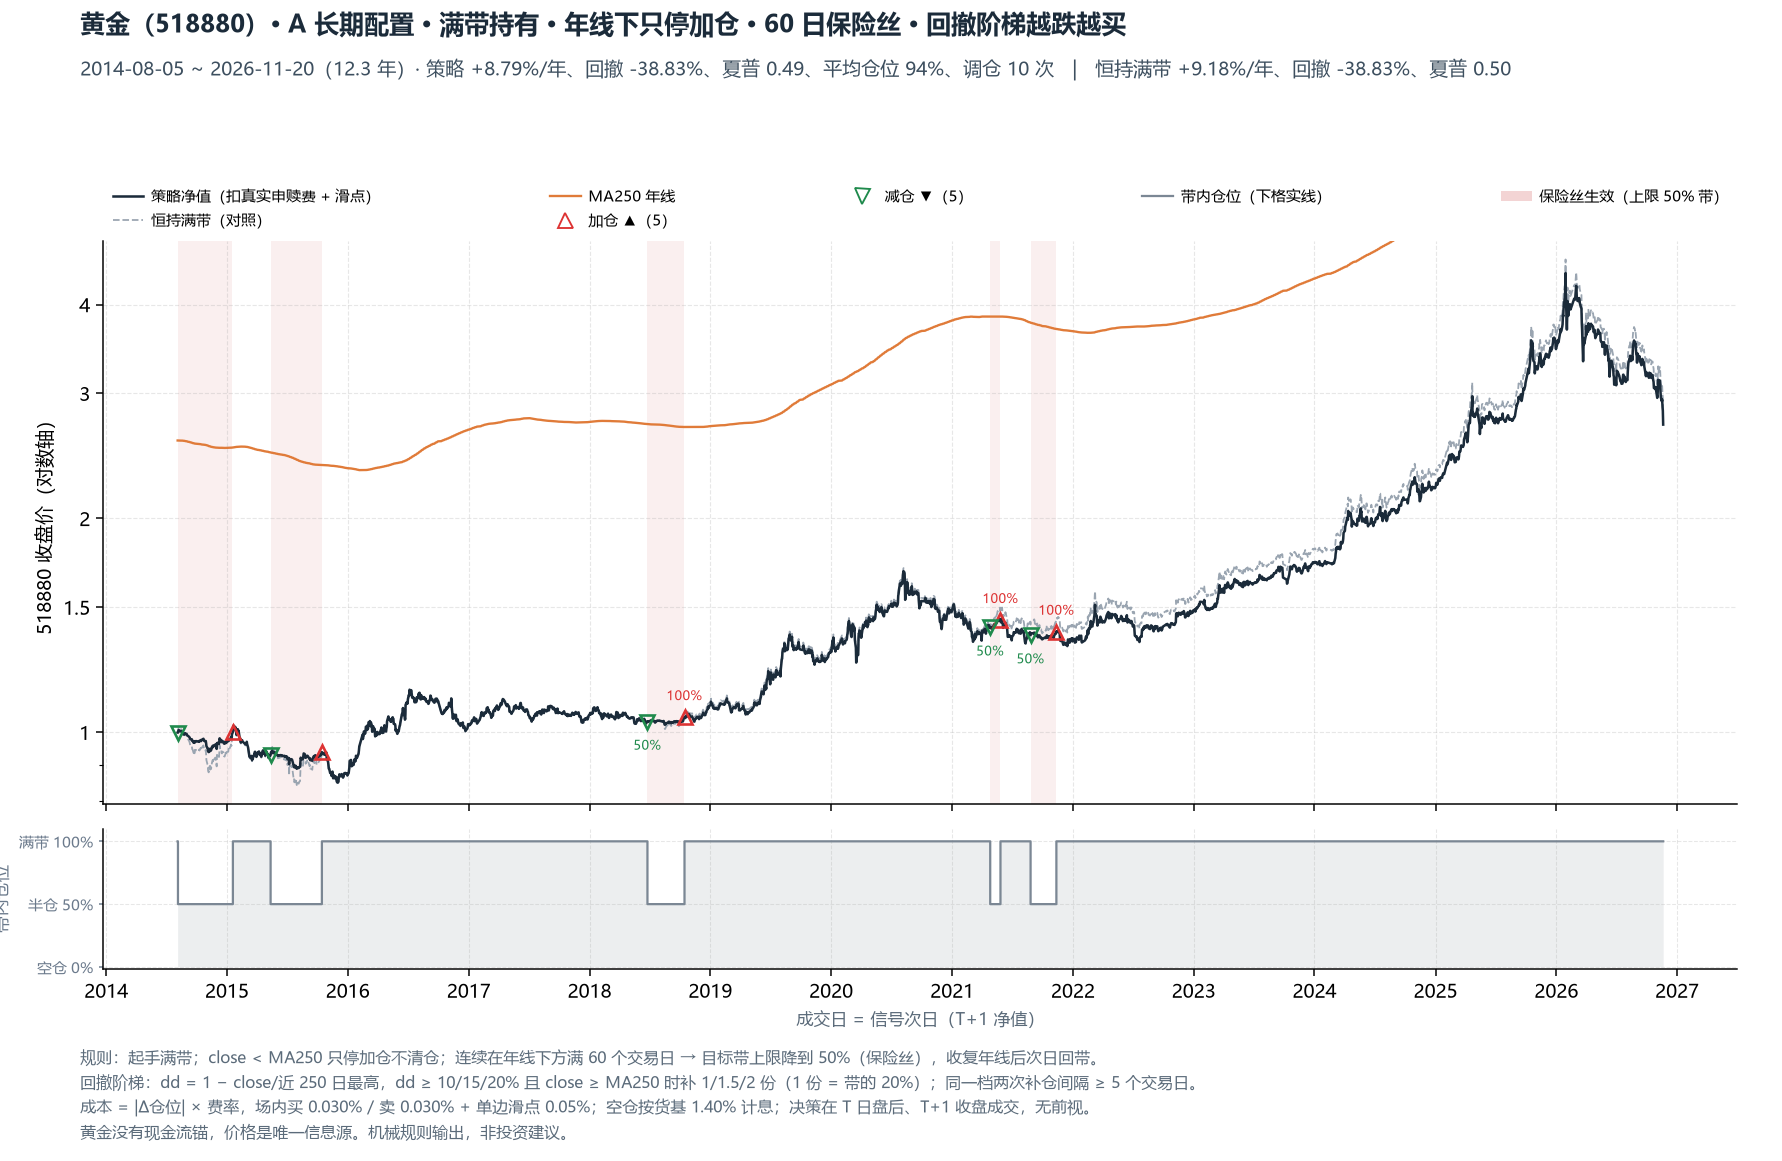 黄金（518880）• A 长期配置 • 满带持有 • 年线下只停加仓 • 60 日保险丝 • 回撤阶梯越跌越买
2014-08-05 ~ 2026-11-20（12.3 年）· 策略 +8.79%/年、回撤 -38.83%、夏普 0.49、平均仓位 94%、调仓 10 次 | 恒持满带 +9.18%/年、回撤 -38.83%、夏普 0.50
策略净值（扣真实申赎费 + 滑点）
MA250 年线
减仓 ▼（5）
带内仓位（下格实线）
保险丝生效（上限 50% 带）
恒持满带（对照）
加仓 ▲（5）
518880 收盘价（对数轴）
4
3
2
1.5
1
100%
50%
100%
50%
100%
50%
带内仓位
满带 100%
半仓 50%
空仓 0%
2014 2015 2016 2017 2018 2019 2020 2021 2022 2023 2024 2025 2026 2027
成交日 = 信号次日（T+1 净值）
规则：起手满带；close < MA250 只停加仓不清仓；连续在年线下方满 60 个交易日 → 目标带上限降到 50%（保险丝），收复年线后次日回带。
回撤阶梯：dd = 1 − close/近 250 日最高，dd ≥ 10/15/20% 且 close ≥ MA250 时补 1/1.5/2 份（1 份 = 带的 20%）；同一档两次补仓间隔 ≥ 5 个交易日。
成本 = |Δ仓位| × 费率，场内买 0.030% / 卖 0.030% + 单边滑点 0.05%；空仓按货基 1.40% 计息；决策在 T 日盘后、T+1 收盘成交，无前视。
黄金没有现金流锚，价格是唯一信息源。机械规则输出，非投资建议。